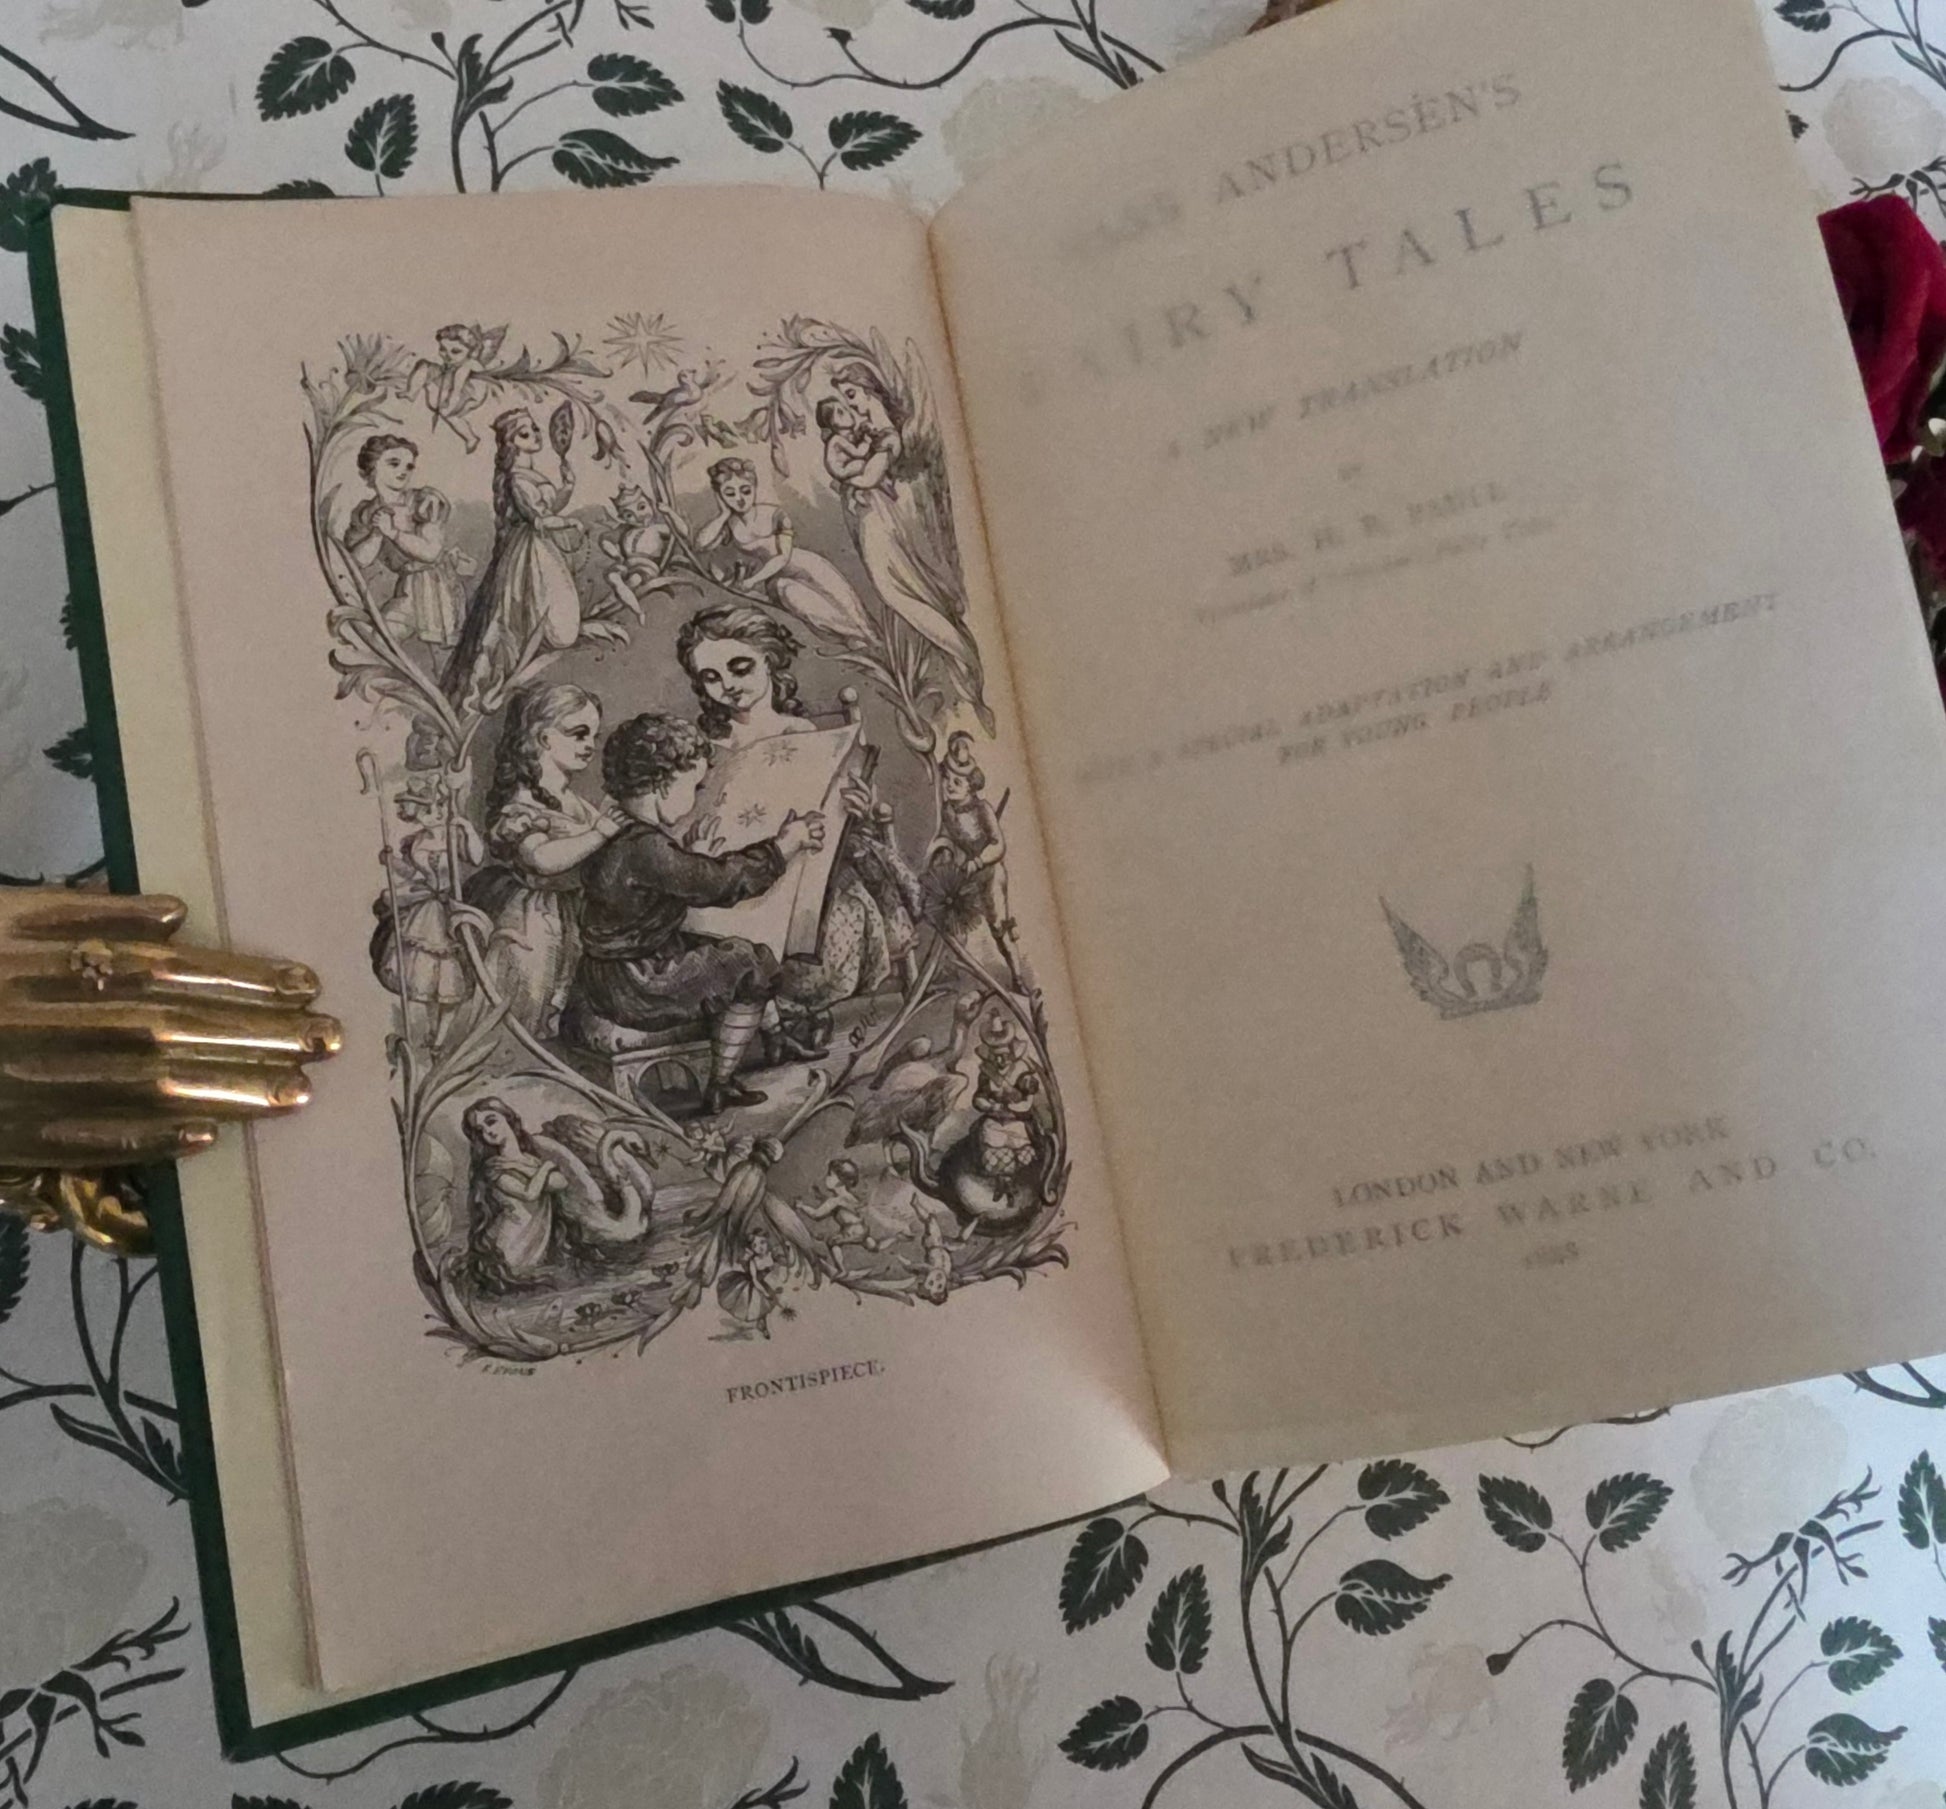 FRONTISPIECE.
ANDERSEN'S
FAIRY TALES
A NEW TRANSLATION
BY
MRS. H. B. PAULL
SPECIAL ADAPTATION AND ARRANGEMENT
FOR YOUNG PEOPLE
LONDON AND NEW YORK
FREDERICK WARNE AND CO.